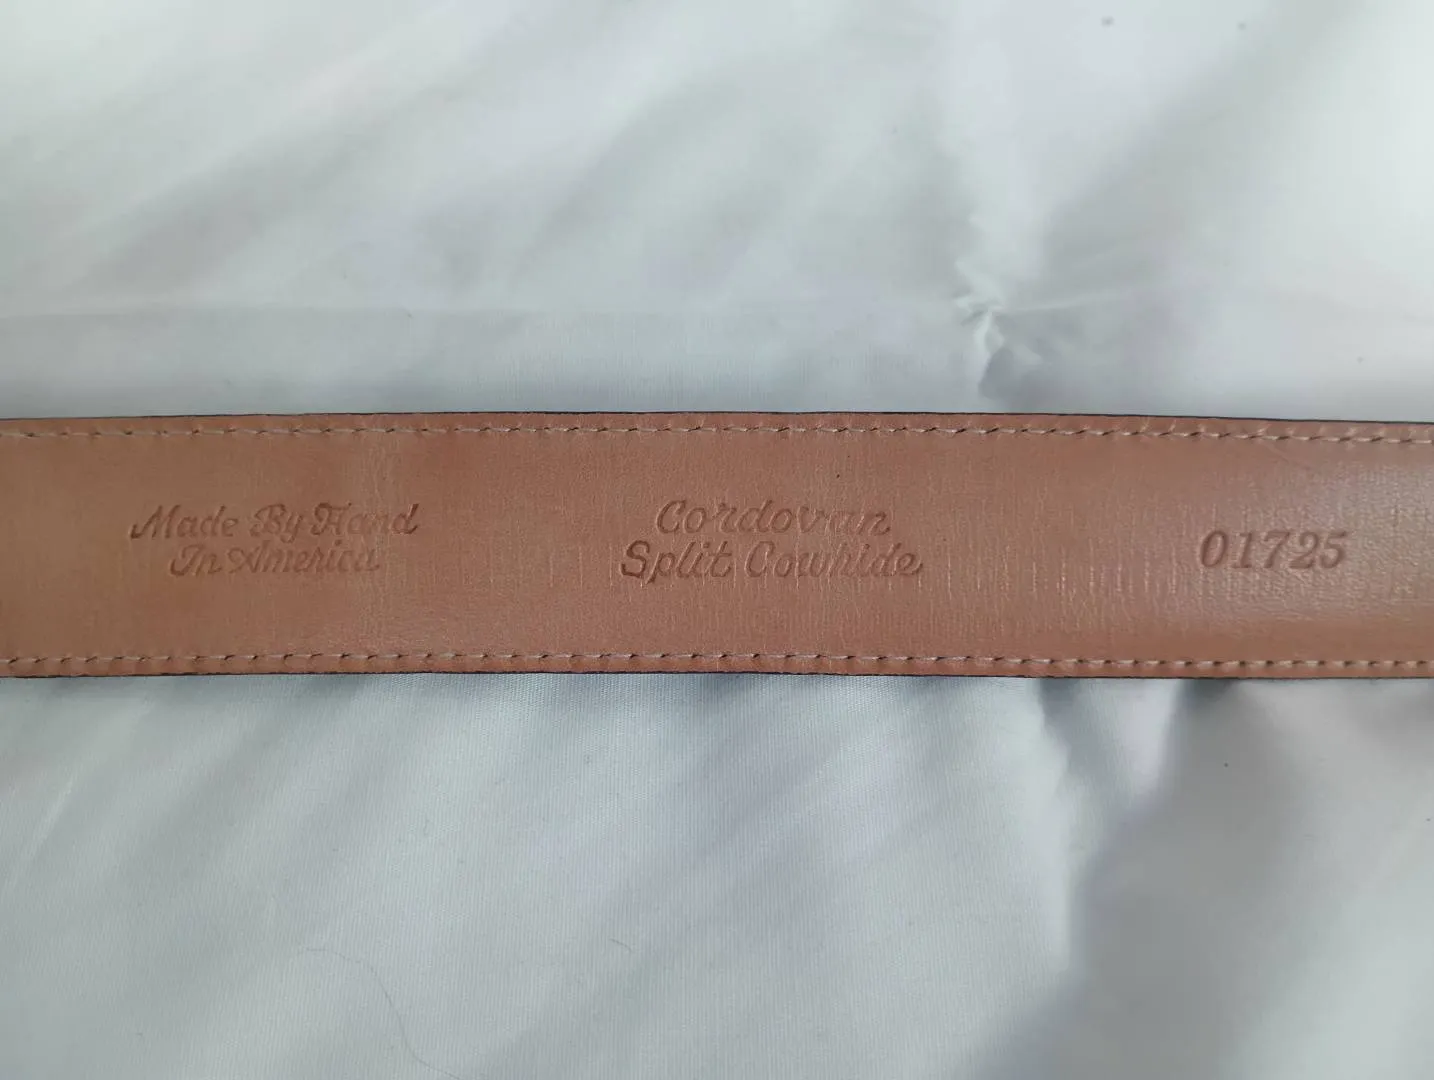 Made By Hand
In America
Cordovan
Split Cowhide
01725